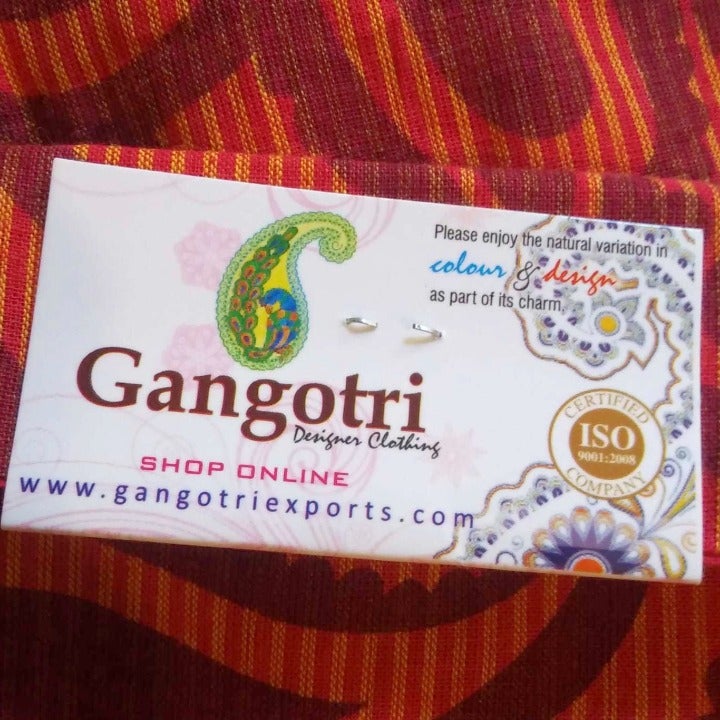 Please enjoy the natural variation in
colour & design
as part of its charm.
Gangotri
Designer Clothing
SHOP ONLINE
www.gangotriexports.com
CERTIFIED
ISO
9001:2008
COMPANY